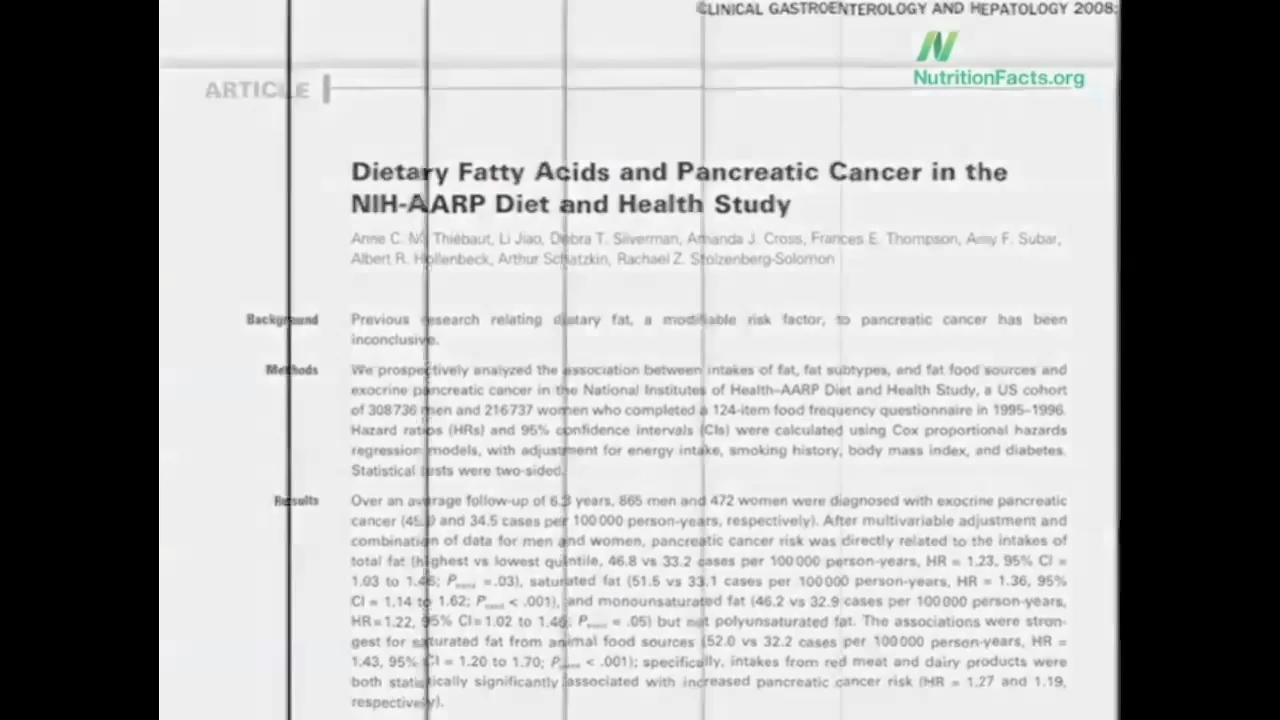 CLINICAL GASTROENTEROLOGY AND HEPATOLOGY 2008;
NutritionFacts.org
ARTICLE
Dietary Fatty Acids and Pancreatic Cancer in the
NIH-AARP Diet and Health Study
Anne C. M. Thiébaut, Li Jiao, Debra T. Silverman, Amanda J. Cross, Frances E. Thompson, Amy F. Subar,
Albert R. Hollenbeck, Arthur Schatzkin, Rachael Z. Stolzenberg-Solomon
Background Previous research relating dietary fat, a modifiable risk factor, to pancreatic cancer has been
inconclusive.
Methods We prospectively analyzed the association between intakes of fat, fat subtypes, and fat food sources and
exocrine pancreatic cancer in the National Institutes of Health–AARP Diet and Health Study, a US cohort
of 308 736 men and 216 737 women who completed a 124-item food frequency questionnaire in 1995–1996.
Hazard ratios (HRs) and 95% confidence intervals (CIs) were calculated using Cox proportional hazards
regression models, with adjustment for energy intake, smoking history, body mass index, and diabetes.
Statistical tests were two-sided.
Results Over an average follow-up of 6.3 years, 865 men and 472 women were diagnosed with exocrine pancreatic
cancer (45.0 and 34.5 cases per 100 000 person-years, respectively). After multivariable adjustment and
combination of data for men and women, pancreatic cancer risk was directly related to the intakes of
total fat (highest vs lowest quintile, 46.8 vs 33.2 cases per 100 000 person-years, HR = 1.23, 95% CI =
1.03 to 1.46; P =.03), saturated fat (51.5 vs 33.1 cases per 100 000 person-years, HR = 1.36, 95%
CI = 1.14 to 1.62; P < .001), and monounsaturated fat (46.2 vs 32.9 cases per 100 000 person-years,
HR=1.22, 95% CI=1.02 to 1.46; P = .05) but not polyunsaturated fat. The associations were stron-
gest for saturated fat from animal food sources (52.0 vs 32.2 cases per 100 000 person-years, HR =
1.43, 95% CI = 1.20 to 1.70; P < .001); specifically, intakes from red meat and dairy products were
both statistically significantly associated with increased pancreatic cancer risk (HR = 1.27 and 1.19,
respectively).